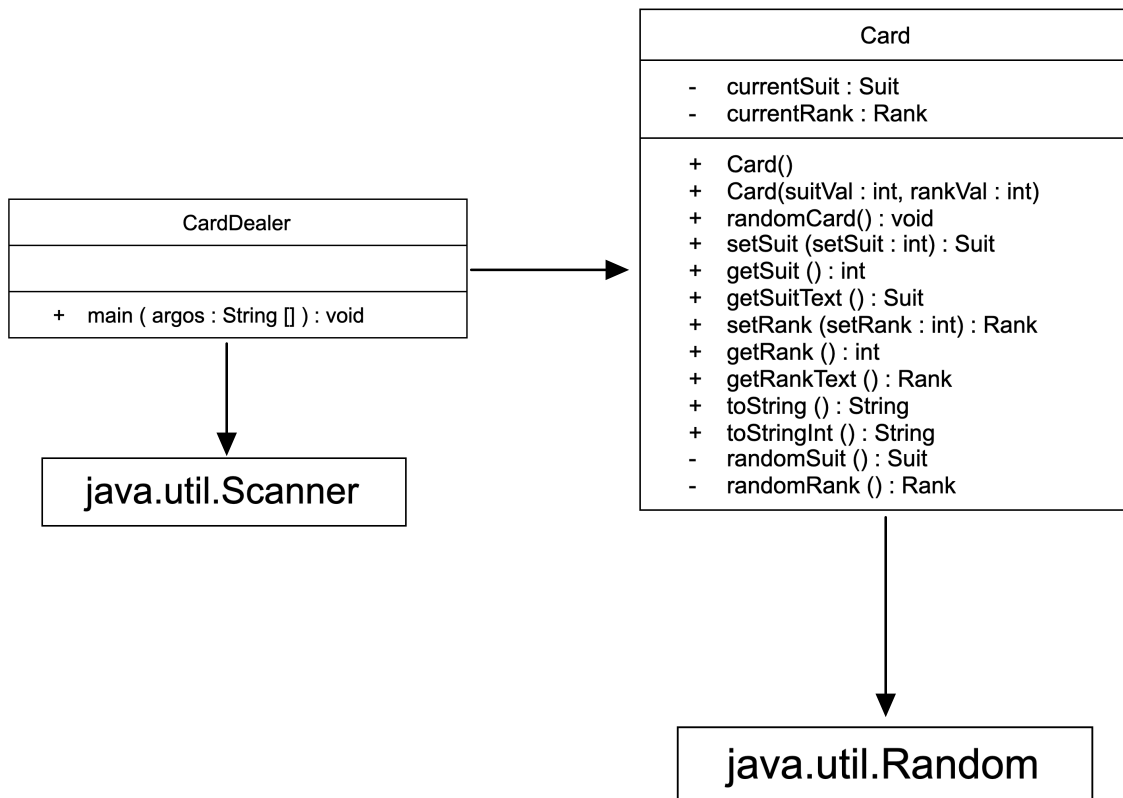 CardDealer
+ main ( argos : String [] ) : void
java.util.Scanner
Card
- currentSuit : Suit
- currentRank : Rank
+ Card()
+ Card(suitVal : int, rankVal : int)
+ randomCard() : void
+ setSuit (setSuit : int) : Suit
+ getSuit () : int
+ getSuitText () : Suit
+ setRank (setRank : int) : Rank
+ getRank () : int
+ getRankText () : Rank
+ toString () : String
+ toStringInt () : String
- randomSuit () : Suit
- randomRank () : Rank
java.util.Random